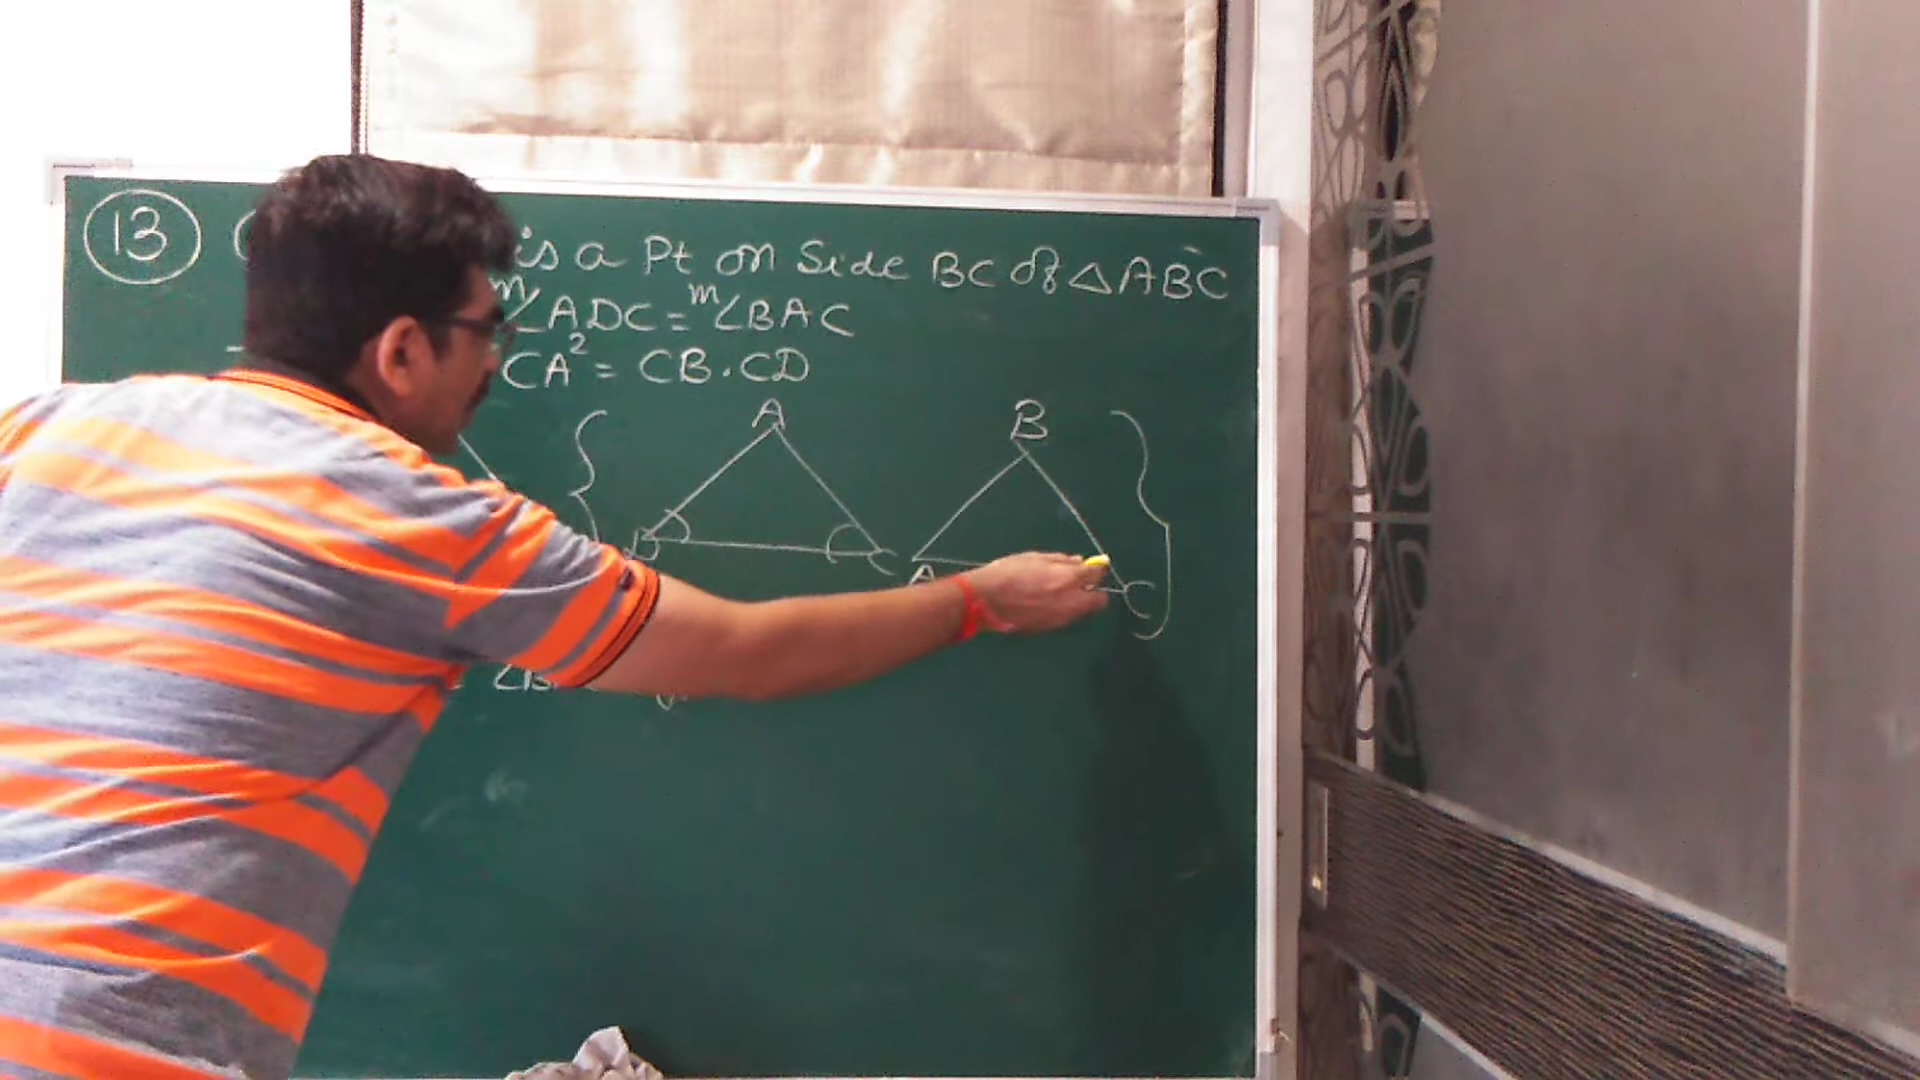 13 is a Pt on Side BC of △ABC
m∠ADC = m∠BAC
CA² = CB.CD
A B
B C A C